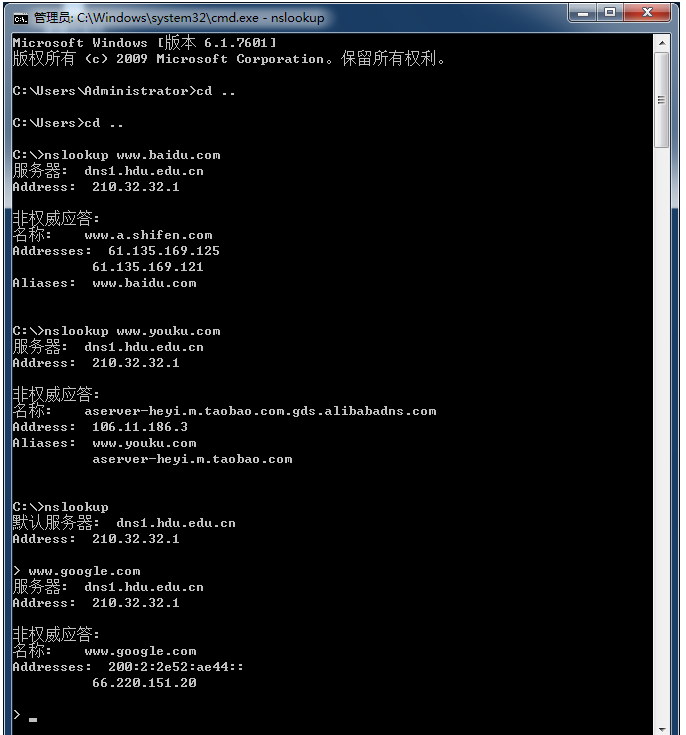 管理员: C:\Windows\system32\cmd.exe - nslookup
Microsoft Windows [版本 6.1.7601]
版权所有 (c) 2009 Microsoft Corporation。保留所有权利。
C:\Users\Administrator>cd ..
C:\Users>cd ..
C:\>nslookup www.baidu.com
服务器:  dns1.hdu.edu.cn
Address:  210.32.32.1
非权威应答:
名称:    www.a.shifen.com
Addresses:  61.135.169.125
61.135.169.121
Aliases:  www.baidu.com
C:\>nslookup www.youku.com
服务器:  dns1.hdu.edu.cn
Address:  210.32.32.1
非权威应答:
名称:    aserver-heyi.m.taobao.com.gds.alibabadns.com
Address:  106.11.186.3
Aliases:  www.youku.com
aserver-heyi.m.taobao.com
C:\>nslookup
默认服务器:  dns1.hdu.edu.cn
Address:  210.32.32.1
> www.google.com
服务器:  dns1.hdu.edu.cn
Address:  210.32.32.1
非权威应答:
名称:    www.google.com
Addresses:  200:2:2e52:ae44::
66.220.151.20
>